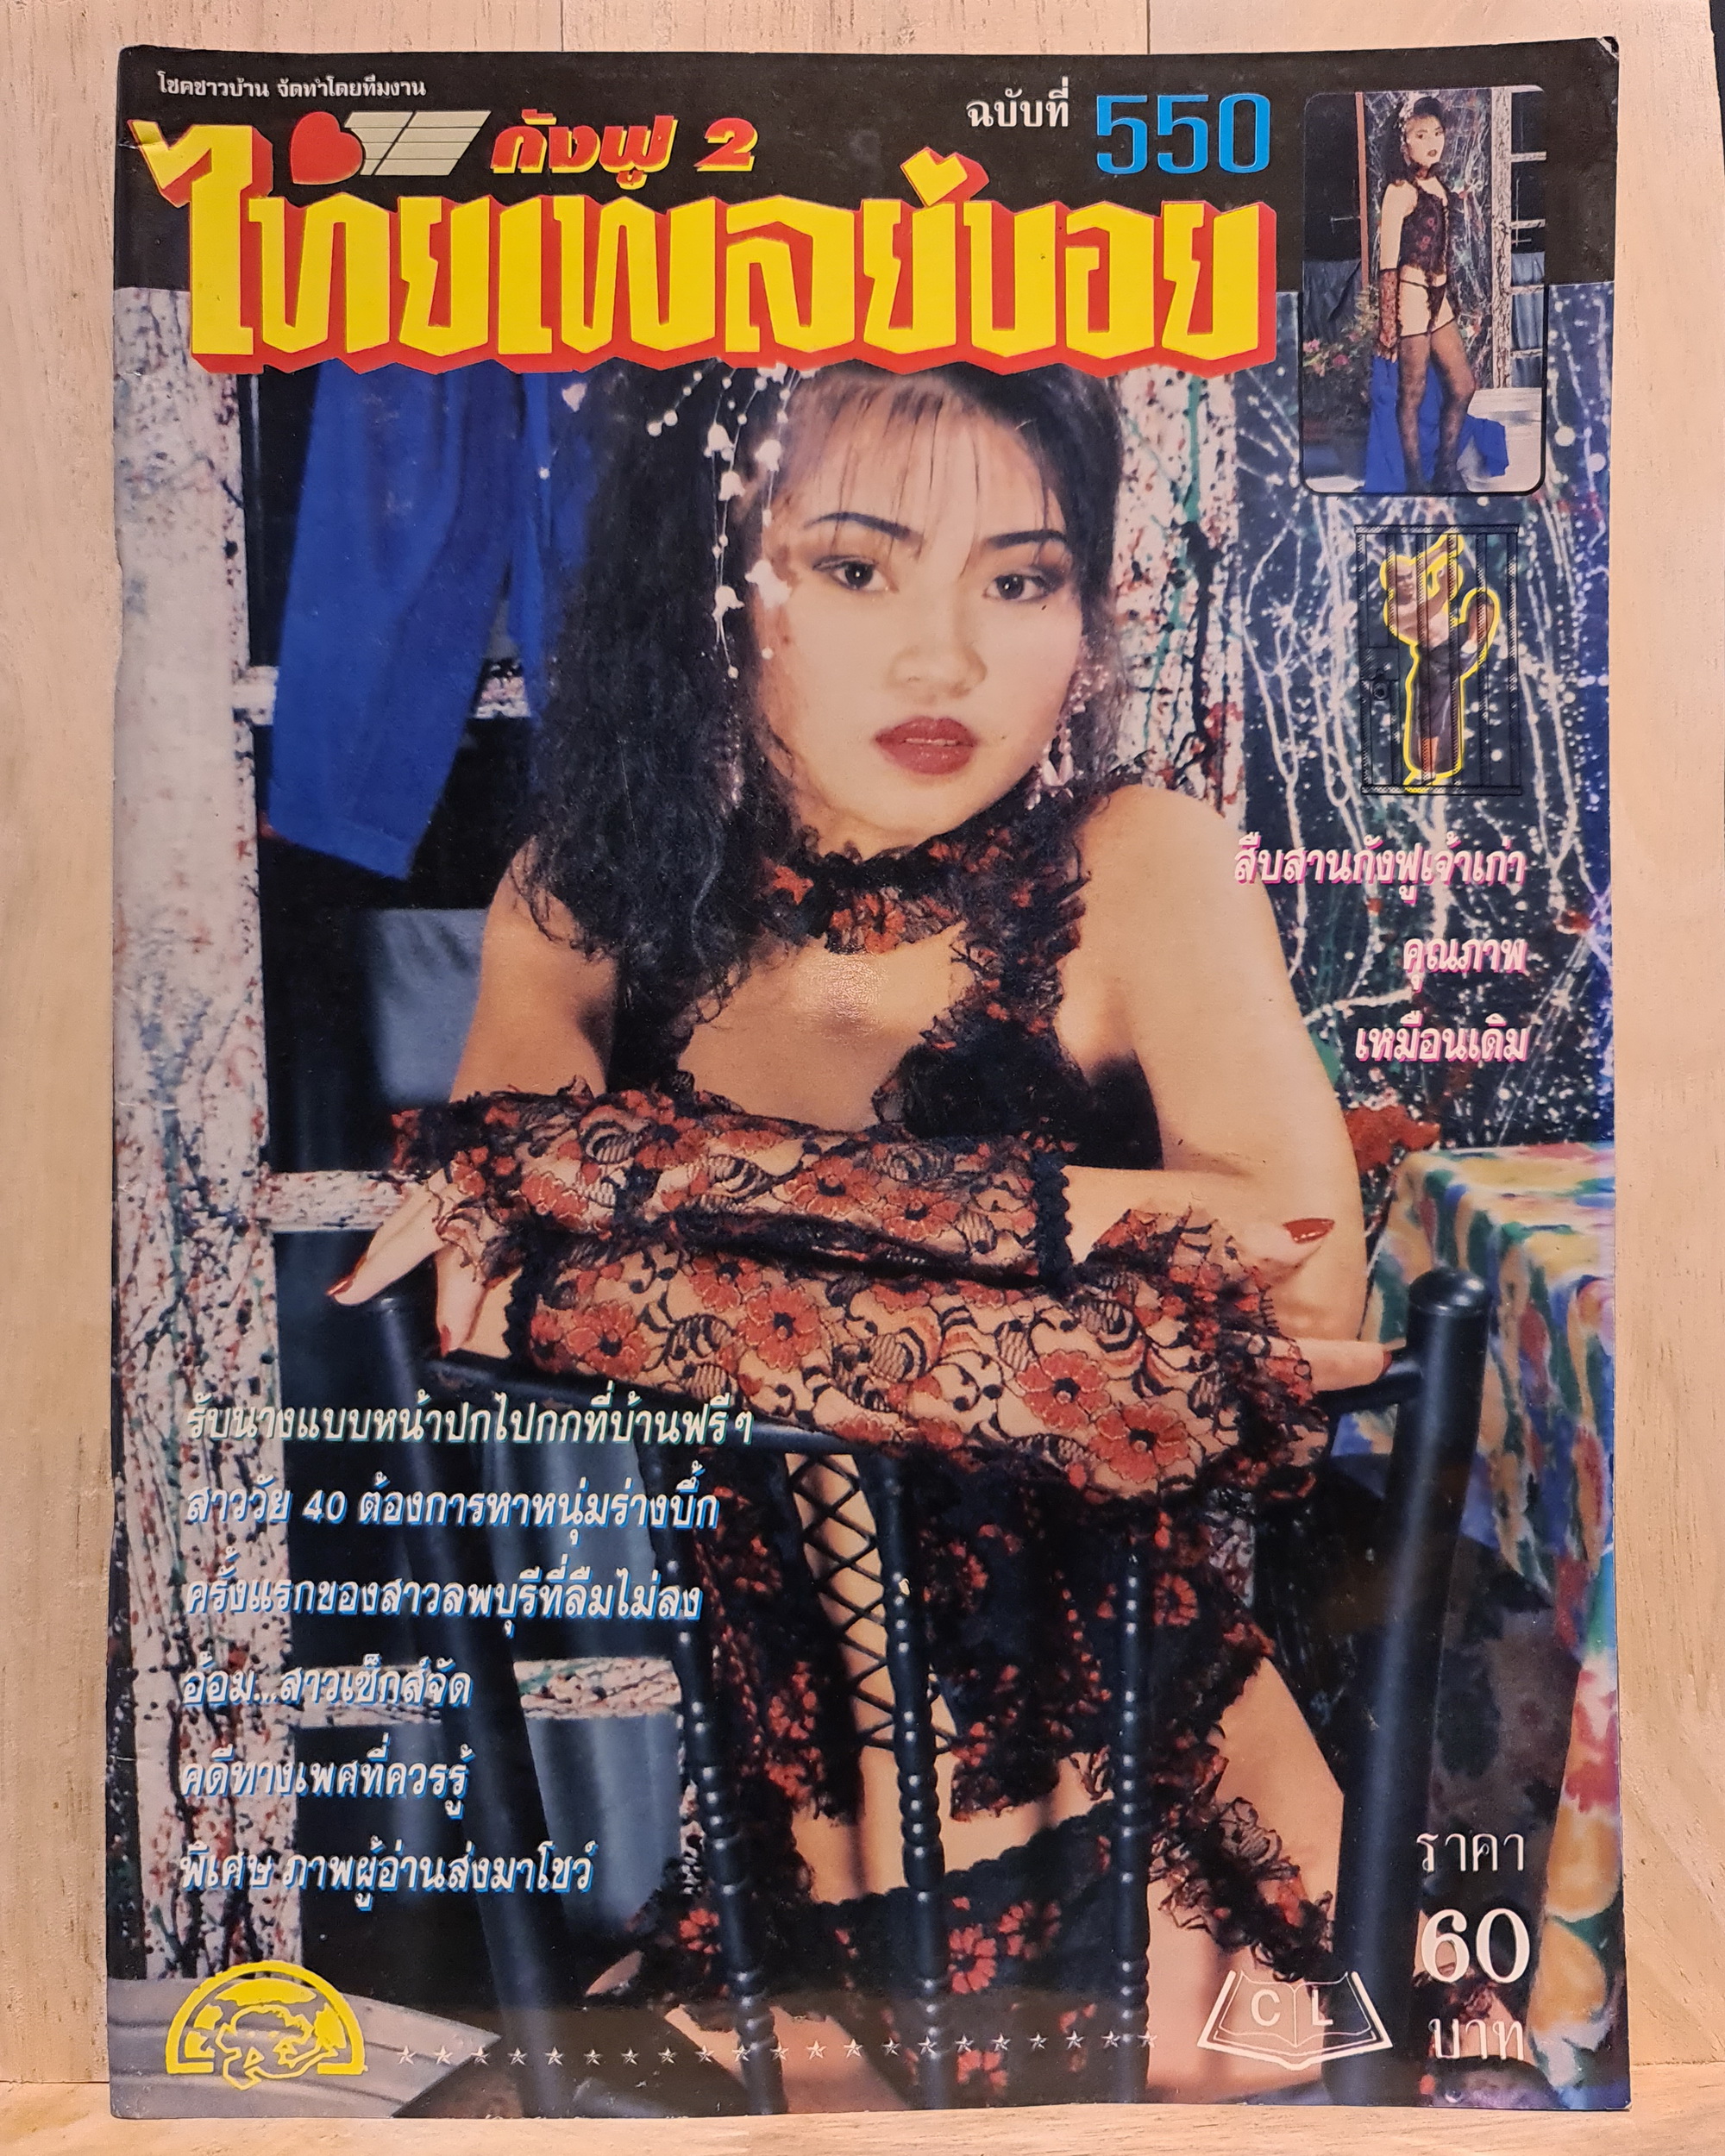 โชคชาวบ้าน จัดทำโดยทีมงาน
กังฟู 2
ฉบับที่ 550
ไทยเพลย์บอย
สืบสานกังฟูเจ้าเก่า
คุณภาพ
เหมือนเดิม
รับนางแบบหน้าปกไปกกที่บ้านฟรีๆ
สาววัย 40 ต้องการหาหนุ่มร่างบึ้ก
ครั้งแรกของสาวลพบุรีที่ลืมไม่ลง
อ้อม...สาวเซ็กส์จัด
คดีทางเพศที่ควรรู้
พิเศษ ภาพผู้อ่านส่งมาโชว์
ราคา
60
บาท
C L